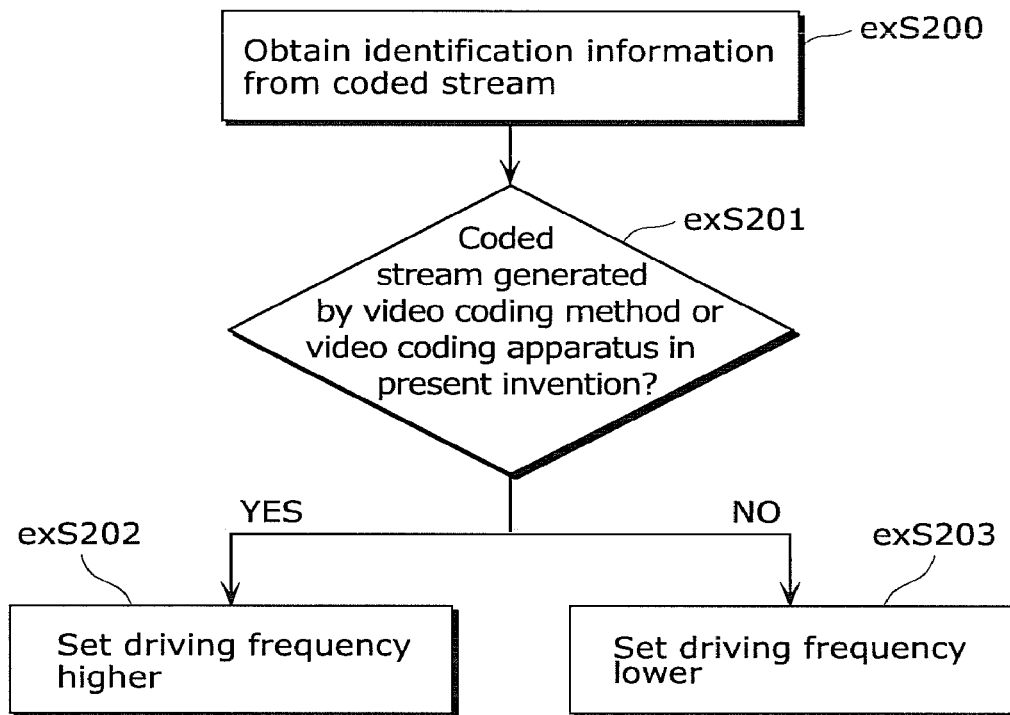 exS200
Obtain identification information
from coded stream
exS201
Coded
stream generated
by video coding method or
video coding apparatus in
present invention?
YES
NO
exS202
exS203
Set driving frequency
higher
Set driving frequency
lower